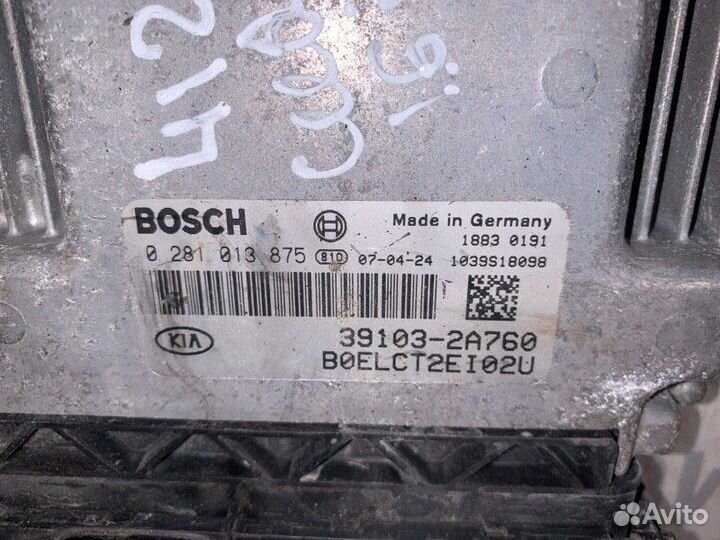 412
BOSCH
Made in Germany
1883 0191
0 281 013 875 810 07-04-24 1039S18098
KIA
39103-2A760
B0ELCT2EI02U
Avito